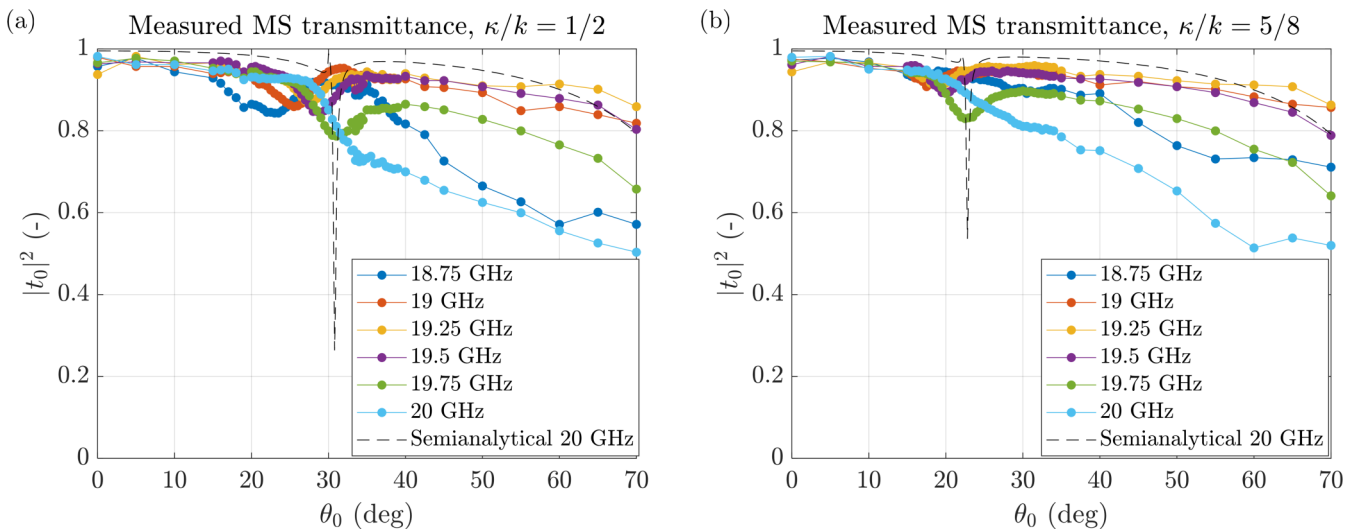 (a)
Measured MS transmittance, κ/k = 1/2
1
0.8
0.6
0.4
0.2
0
|t₀|² (-)
0 10 20 30 40 50 60 70
θ₀ (deg)
18.75 GHz
19 GHz
19.25 GHz
19.5 GHz
19.75 GHz
20 GHz
Semianalytical 20 GHz
(b)
Measured MS transmittance, κ/k = 5/8
1
0.8
0.6
0.4
0.2
0
|t₀|² (-)
0 10 20 30 40 50 60 70
θ₀ (deg)
18.75 GHz
19 GHz
19.25 GHz
19.5 GHz
19.75 GHz
20 GHz
Semianalytical 20 GHz